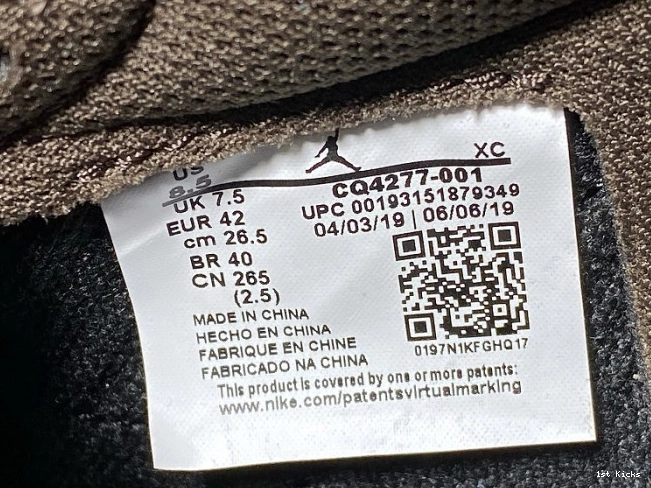 US
8.5
UK 7.5
EUR 42
cm 26.5
BR 40
CN 265
(2.5)
XC
CQ4277-001
UPC 00193151879349
04/03/19 | 06/06/19
0197N1KFGHQ17
MADE IN CHINA
HECHO EN CHINA
FABRIQUE EN CHINE
FABRICADO NA CHINA
This product is covered by one or more patents:
www.nike.com/patentsvirtualmarking
1st Kicks